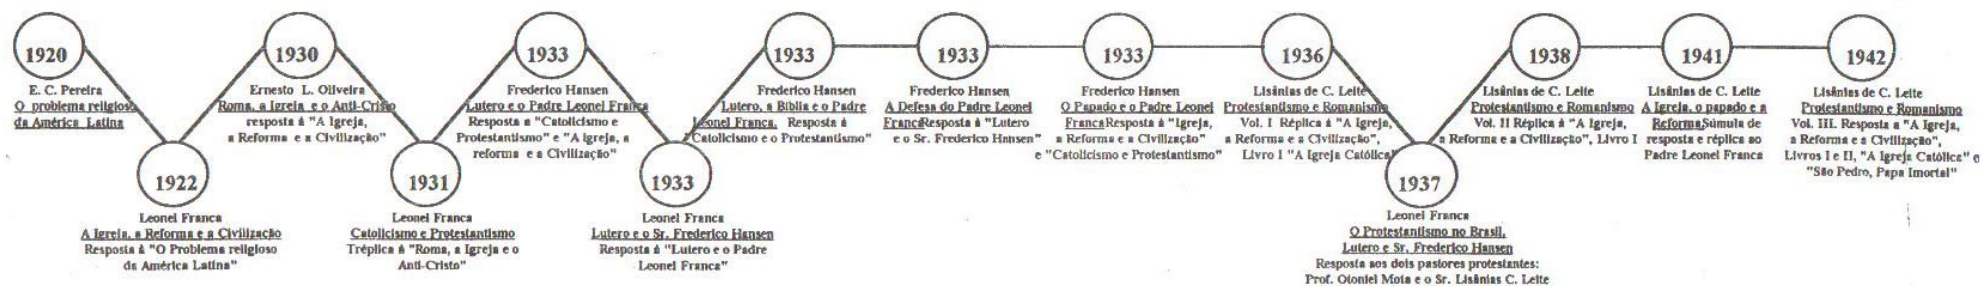 1920
E. C. Pereira
O problema religioso
da América Latina
1922
Leonel Franca
A Igreja, a Reforma e a Civilização
Resposta à "O Problema religioso
da América Latina"
1930
Ernesto L. Oliveira
Roma, a Igreja e o Anti-Cristo
resposta à "A Igreja,
a Reforma e a Civilização"
1931
Leonel Franca
Catolicismo e Protestantismo
Tréplica à "Roma, a Igreja e o
Anti-Cristo"
1933
Frederico Hansen
Lutero e o Padre Leonel Franca
Resposta a "Catolicismo e
Protestantismo" e "A Igreja, a
reforma e a Civilização"
1933
Leonel Franca
Lutero e o Sr. Frederico Hansen
Resposta à "Lutero e o Padre
Leonel Franca"
1933
Frederico Hansen
Lutero, a Bíblia e o Padre
Leonel Franca. Resposta à
"Catolicismo e o Protestantismo"
1933
Frederico Hansen
A Defesa do Padre Leonel
Franca Resposta à "Lutero
e o Sr. Frederico Hansen"
1933
Frederico Hansen
O Papado e o Padre Leonel
Franca Resposta à "Igreja,
a Reforma e a Civilização"
e "Catolicismo e Protestantismo"
1936
Lisânias de C. Leite
Protestantismo e Romanismo
Vol. I Réplica à "A Igreja,
a Reforma e a Civilização",
Livro I "A Igreja Católica"
1937
Leonel Franca
O Protestantismo no Brasil,
Lutero e Sr. Frederico Hansen
Resposta aos dois pastores protestantes:
Prof. Otoniel Mota e o Sr. Lisânias C. Leite
1938
Lisânias de C. Leite
Protestantismo e Romanismo
Vol. II Réplica à "A Igreja,
a Reforma e a Civilização", Livro I
1941
Lisânias de C. Leite
A Igreja, o papado e a
Reforma Súmula de
resposta e réplica ao
Padre Leonel Franca
1942
Lisânias de C. Leite
Protestantismo e Romanismo
Vol. III. Resposta a "A Igreja,
a Reforma e a Civilização",
Livros I e II, "A Igreja Católica" e
"São Pedro, Papa Imortal"